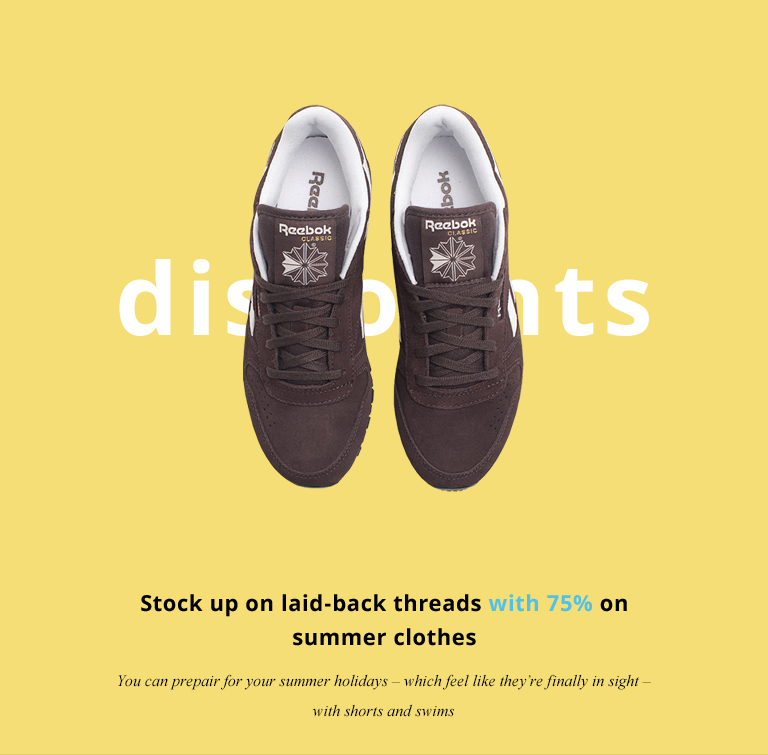 Reebok
CLASSIC
Reebok
CLASSIC
Stock up on laid-back threads with 75% on
summer clothes
You can prepair for your summer holidays – which feel like they're finally in sight –
with shorts and swims